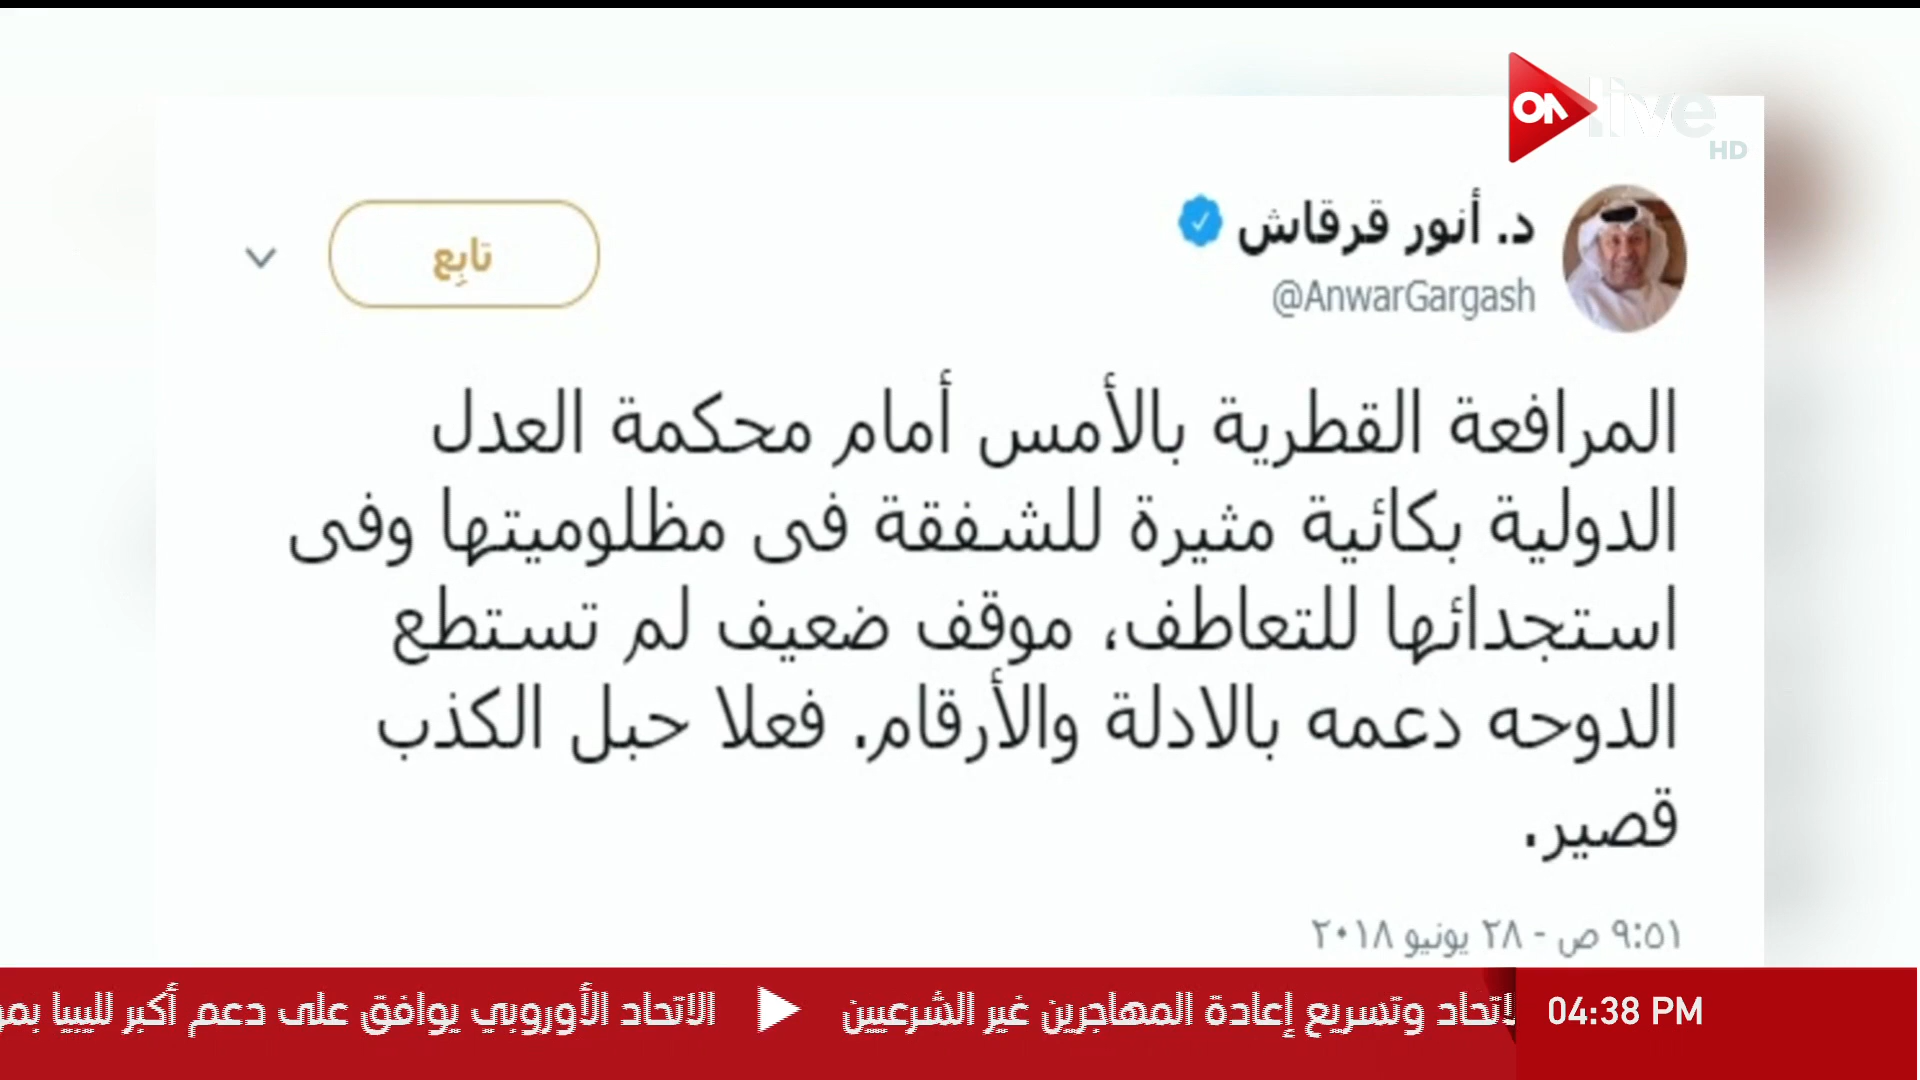 ON live
HD
د. أنور قرقاش
@AnwarGargash
تابِع
المرافعة القطرية بالأمس أمام محكمة العدل
الدولية بكائية مثيرة للشفقة فى مظلوميتها وفى
استجدائها للتعاطف، موقف ضعيف لم تستطع
الدوحه دعمه بالادلة والأرقام. فعلا حبل الكذب
قصير.
٩:٥١ ص - ٢٨ يونيو ٢٠١٨
04:38 PM
وتسريع إعادة المهاجرين غير الشرعيين ▶ الاتحاد الأوروبي يوافق على دعم أكبر لليبيا